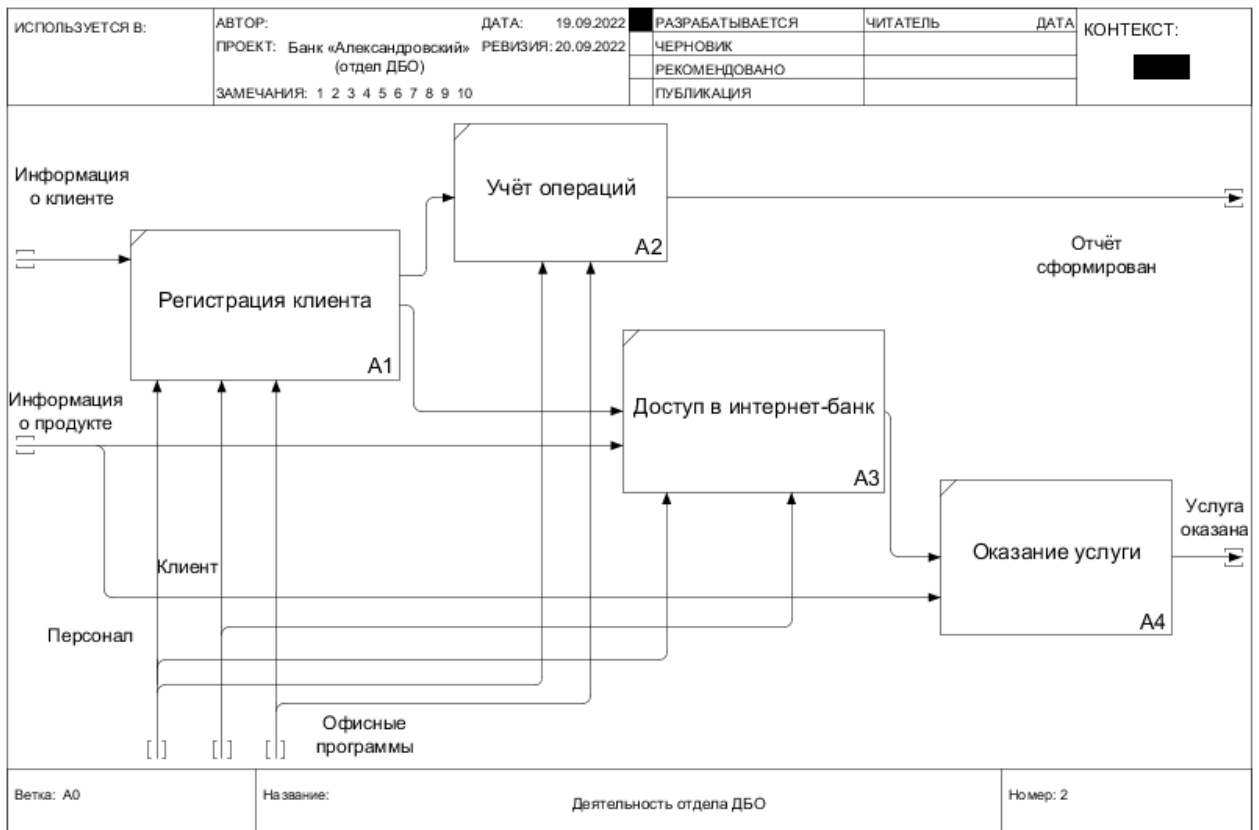 ИСПОЛЬЗУЕТСЯ В:
АВТОР:
ДАТА: 19.09.2022
ПРОЕКТ: Банк «Александровский»
(отдел ДБО)
РЕВИЗИЯ: 20.09.2022
ЗАМЕЧАНИЯ: 1 2 3 4 5 6 7 8 9 10
РАЗРАБАТЫВАЕТСЯ
ЧЕРНОВИК
РЕКОМЕНДОВАНО
ПУБЛИКАЦИЯ
ЧИТАТЕЛЬ ДАТА
КОНТЕКСТ:
Информация
о клиенте
Учёт операций
A2
Отчёт
сформирован
Регистрация клиента
A1
Информация
о продукте
Доступ в интернет-банк
A3
Услуга
оказана
Оказание услуги
A4
Клиент
Персонал
Офисные
программы
Ветка: A0
Название:
Деятельность отдела ДБО
Номер: 2